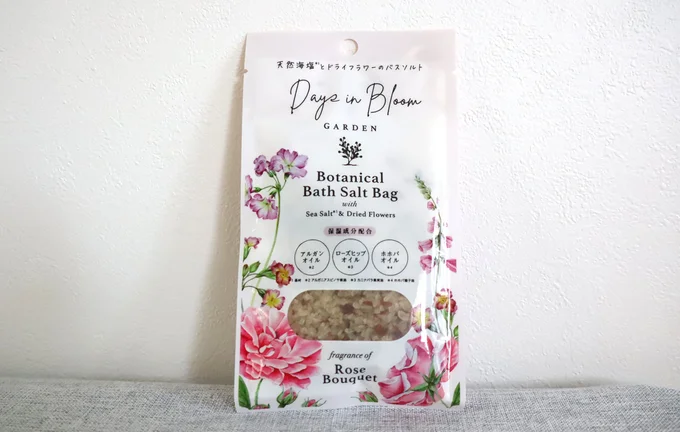 天然海塩*¹とドライフラワーのバスソルト
Days in Bloom
GARDEN
Botanical
Bath Salt Bag
with
Sea Salt*¹ & Dried Flowers
保湿成分配合
アルガン
オイル
*2
ローズヒップ
オイル
*3
ホホバ
オイル
*4
fragrance of
Rose
Bouquet